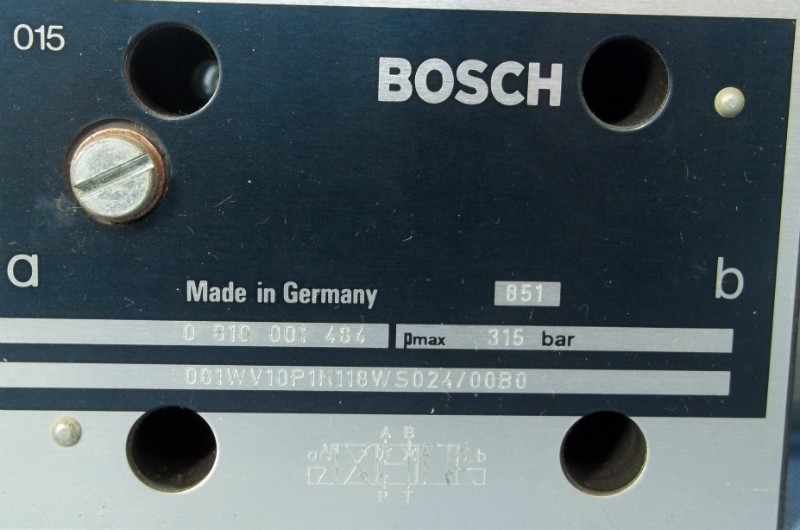 015
BOSCH
a
b
Made in Germany
851
0 810 001 484
pmax 315 bar
081WV10P1N118WS024/00B0
A B
a b
P T